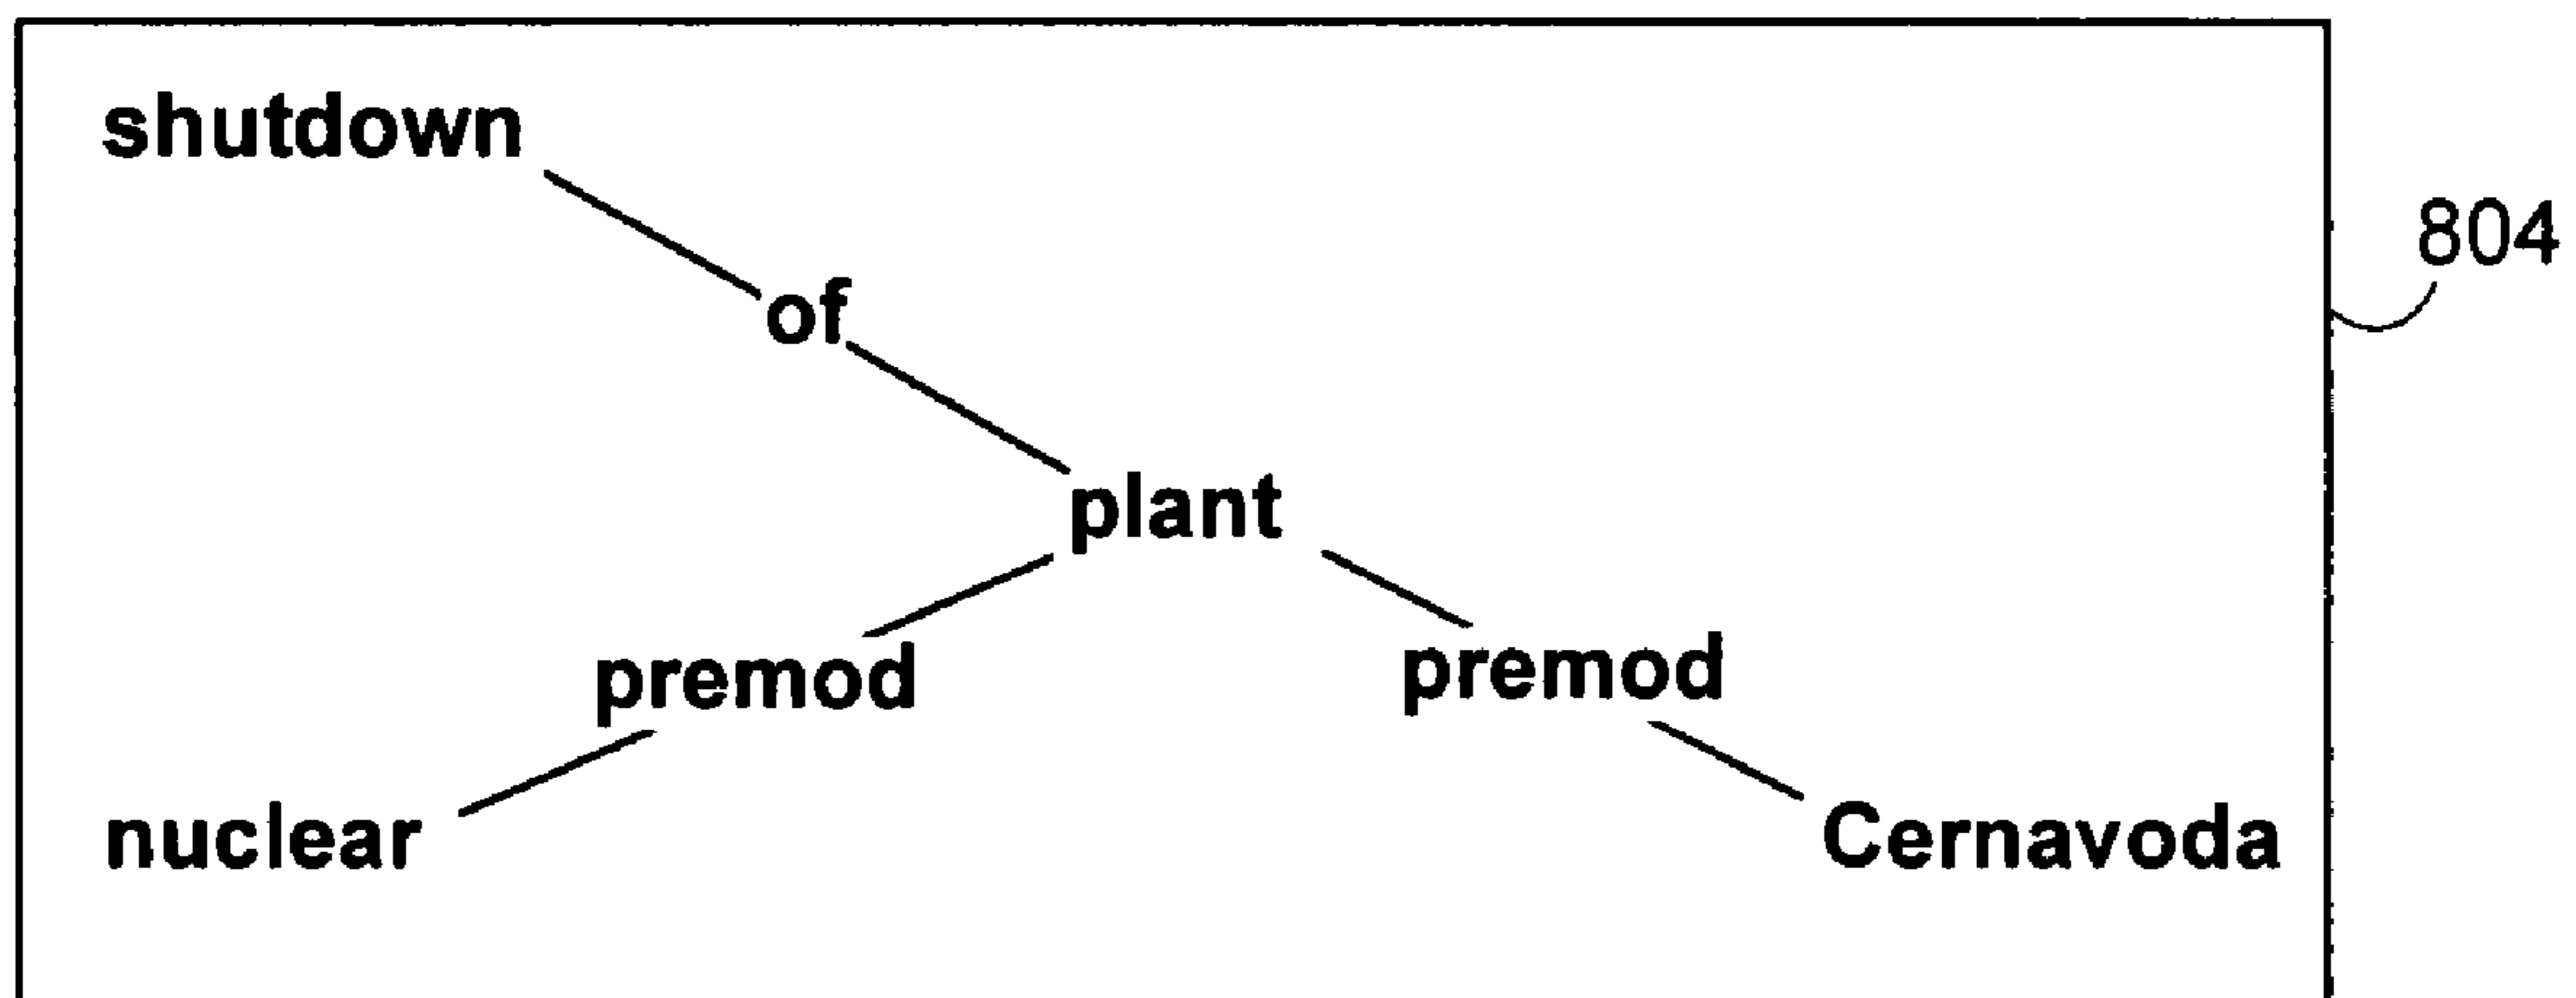 shutdown
804
of
plant
premod premod
nuclear Cernavoda